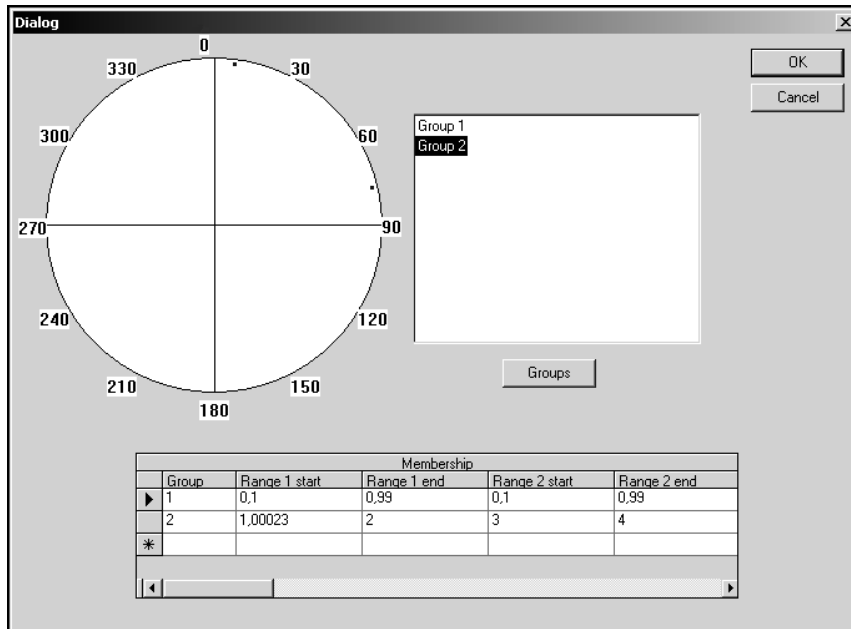 Dialog
0
330
30
OK
Cancel
300
60
Group 1
Group 2
270
90
240
120
Groups
210
150
180
Membership
Group Range 1 start Range 1 end Range 2 start Range 2 end
1 0,1 0,99 0,1 0,99
2 1,00023 2 3 4